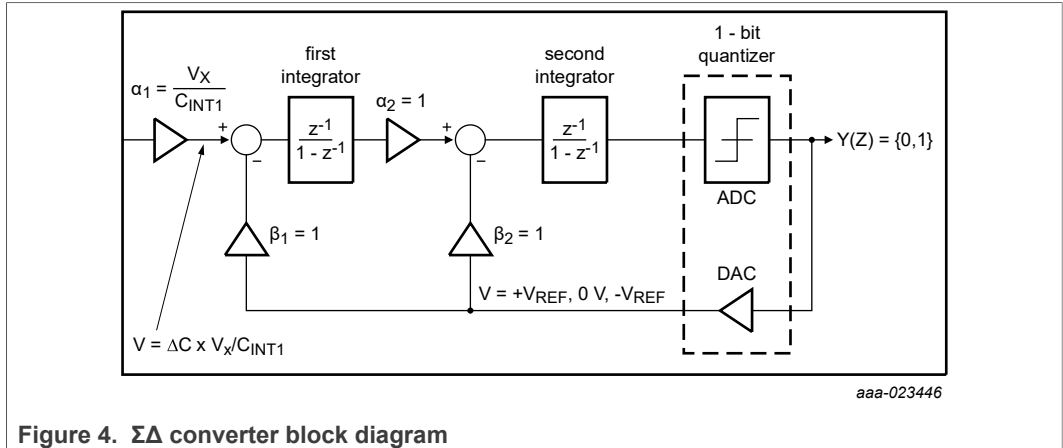 1 - bit
quantizer
first
integrator
second
integrator
α1 = VX
CINT1
α2 = 1
+
−
z-1
1 - z-1
+
−
z-1
1 - z-1
Y(Z) = {0,1}
ADC
β1 = 1
β2 = 1
DAC
V = +VREF, 0 V, -VREF
V = ΔC x Vx/CINT1
aaa-023446
Figure 4. ΣΔ converter block diagram